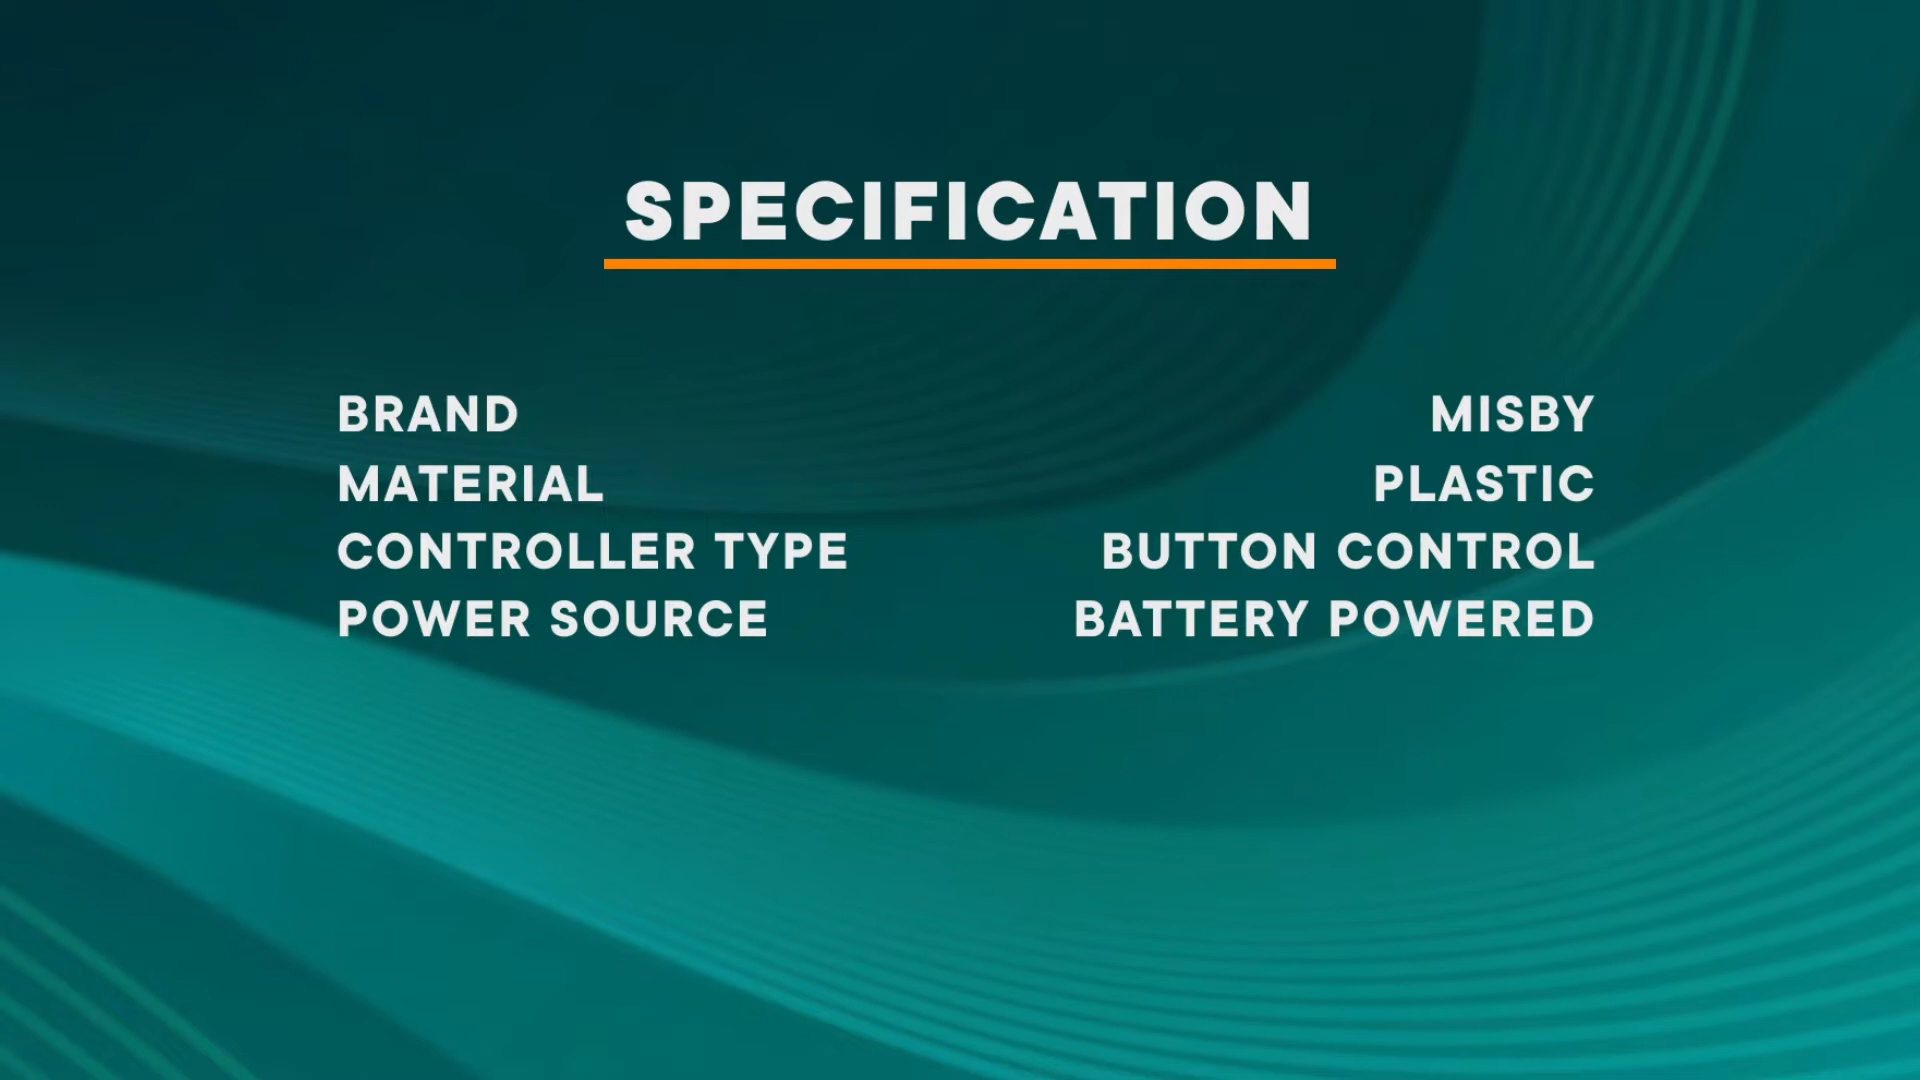 SPECIFICATION
BRAND MISBY
MATERIAL PLASTIC
CONTROLLER TYPE BUTTON CONTROL
POWER SOURCE BATTERY POWERED